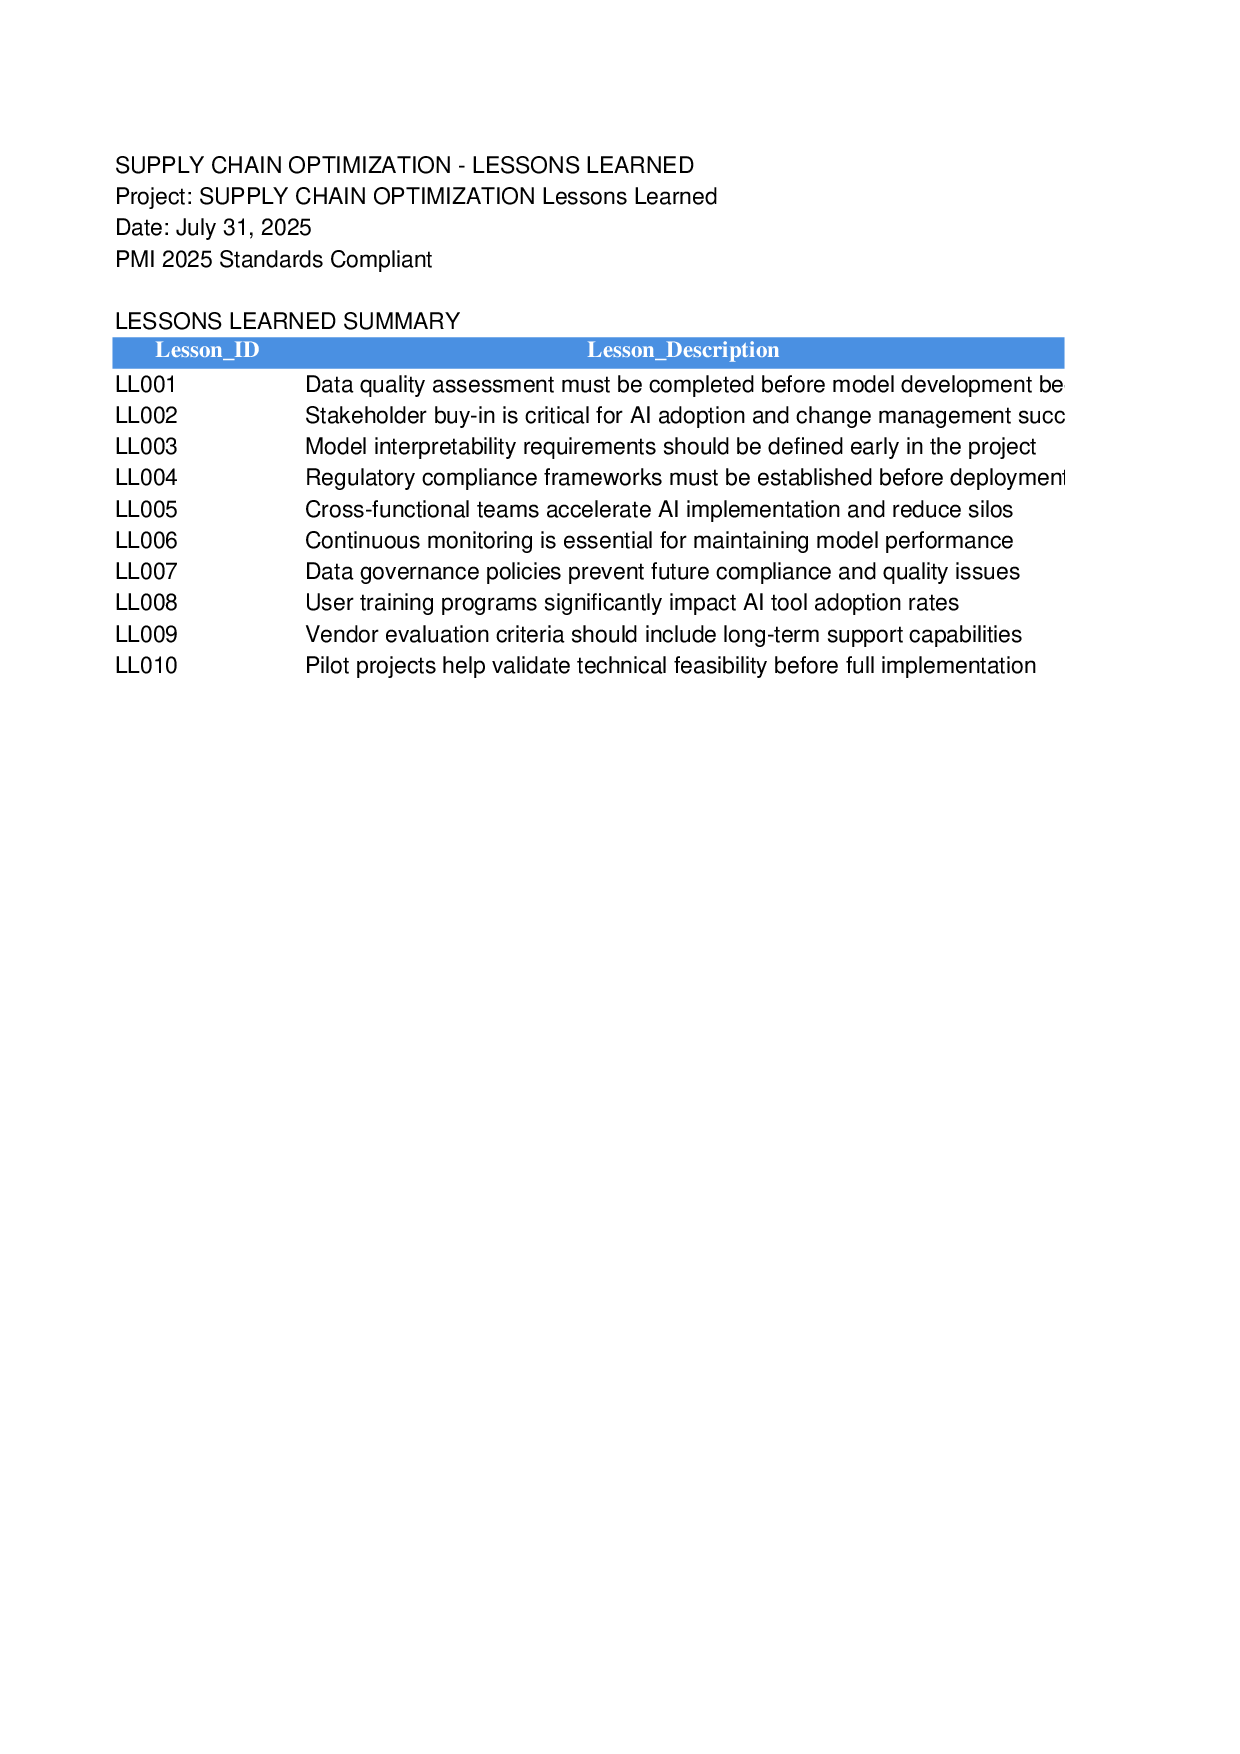 SUPPLY CHAIN OPTIMIZATION - LESSONS LEARNED
Project: SUPPLY CHAIN OPTIMIZATION Lessons Learned
Date: July 31, 2025
PMI 2025 Standards Compliant
LESSONS LEARNED SUMMARY
Lesson_ID Lesson_Description
LL001 Data quality assessment must be completed before model development be
LL002 Stakeholder buy-in is critical for AI adoption and change management succ
LL003 Model interpretability requirements should be defined early in the project
LL004 Regulatory compliance frameworks must be established before deployment
LL005 Cross-functional teams accelerate AI implementation and reduce silos
LL006 Continuous monitoring is essential for maintaining model performance
LL007 Data governance policies prevent future compliance and quality issues
LL008 User training programs significantly impact AI tool adoption rates
LL009 Vendor evaluation criteria should include long-term support capabilities
LL010 Pilot projects help validate technical feasibility before full implementation